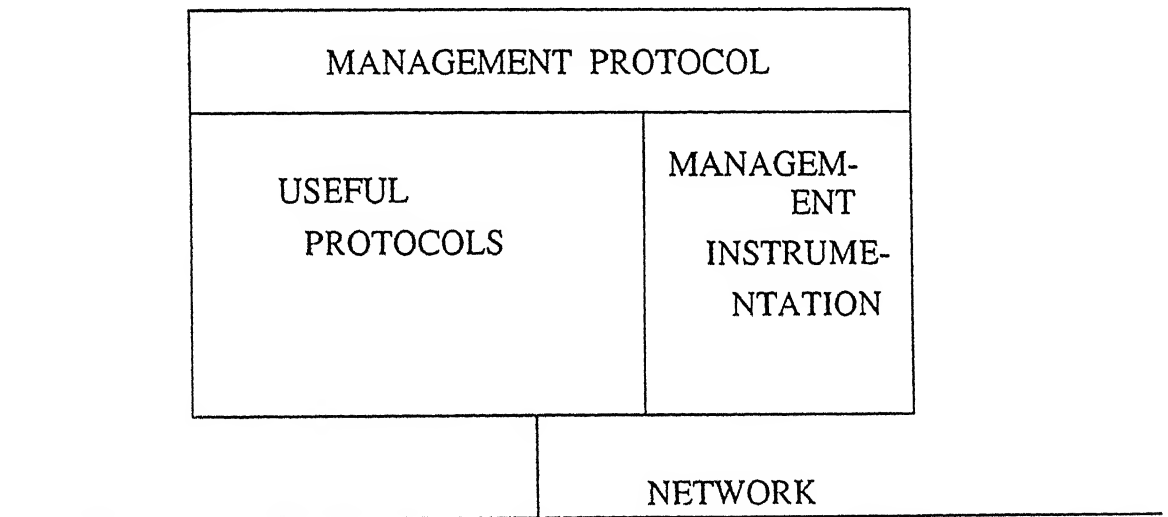 MANAGEMENT PROTOCOL
USEFUL
PROTOCOLS
MANAGEM-
ENT
INSTRUME-
NTATION
NETWORK